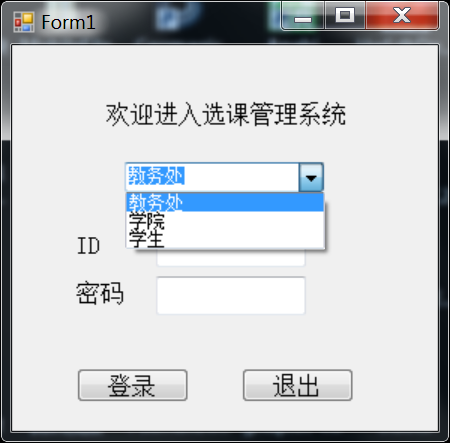 Form1
欢迎进入选课管理系统
教务处
教务处
学院
学生
ID
密码
登录 退出